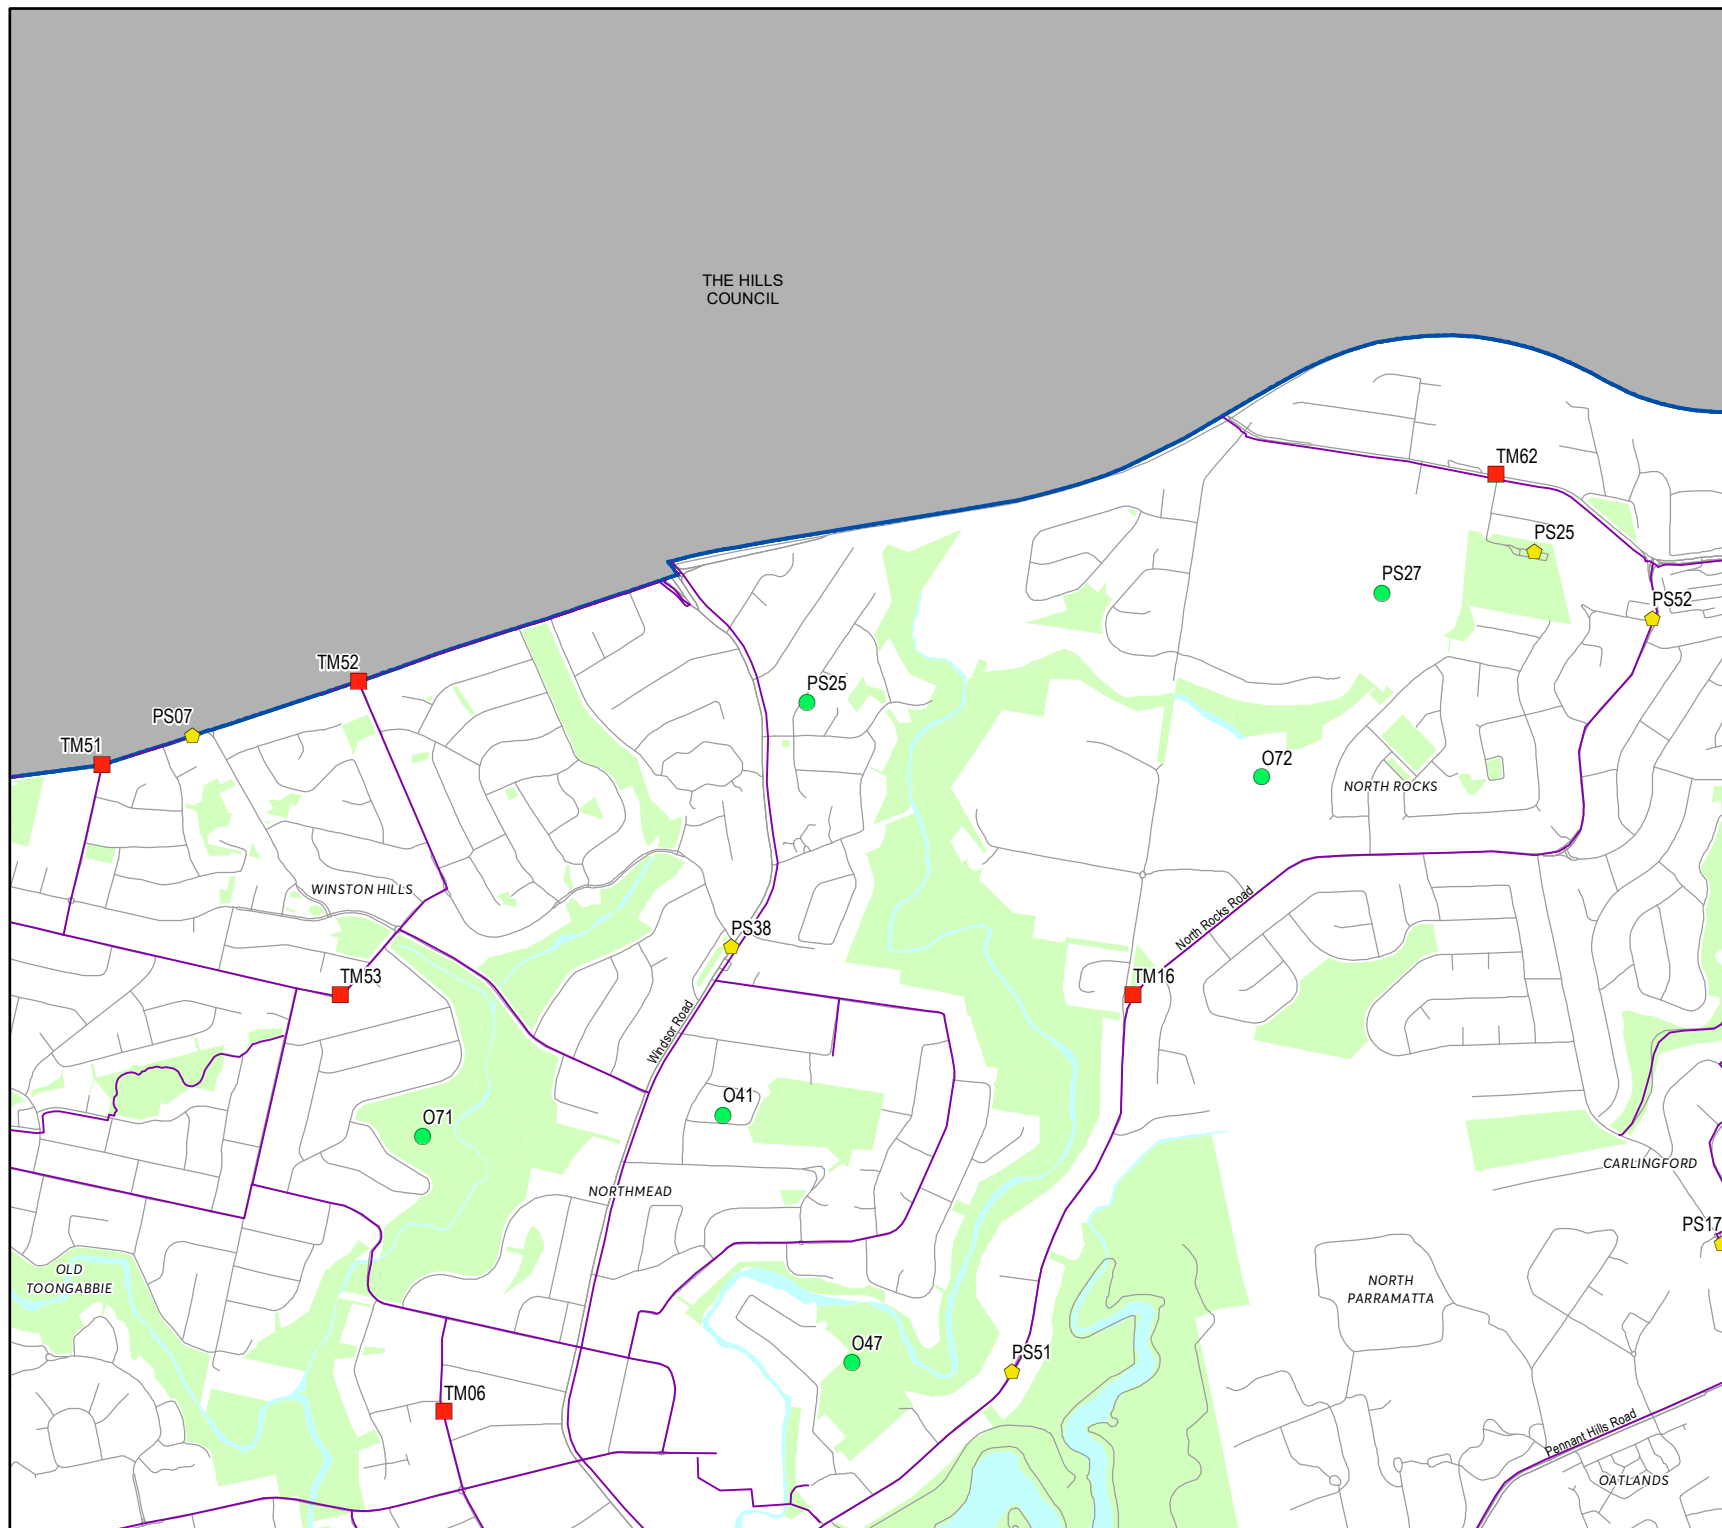 THE HILLS
COUNCIL
TM62
PS25
PS27
PS52
TM52
PS25
PS07
TM51
O72
NORTH ROCKS
WINSTON HILLS
North Rocks Road
PS38
TM53
TM16
Windsor Road
O41
O71
CARLINGFORD
NORTHMEAD
PS17
OLD
TOONGABBIE
NORTH
PARRAMATTA
O47
PS51
TM06
Pennant Hills Road
OATLANDS